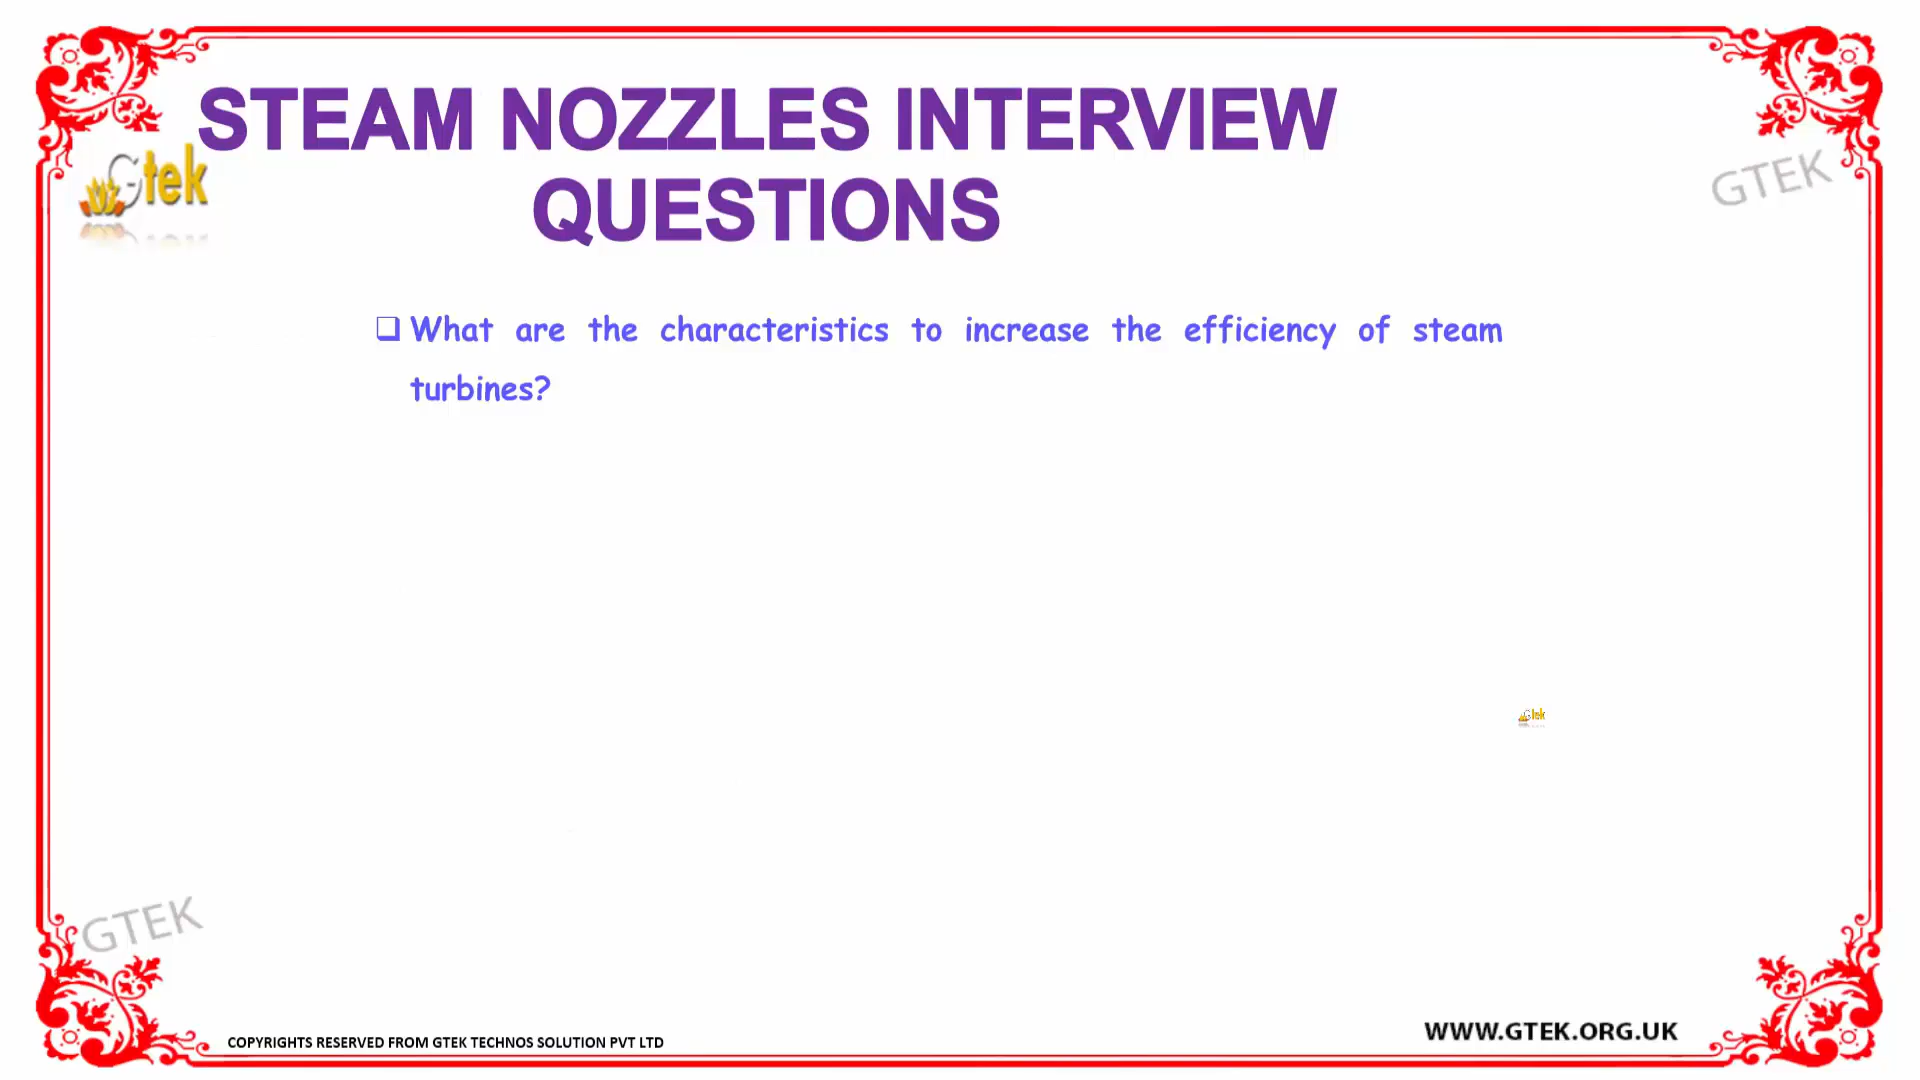 STEAM NOZZLES INTERVIEW
QUESTIONS
Gtek
GTEK
❑ What are the characteristics to increase the efficiency of steam
turbines?
Gtek
GTEK
COPYRIGHTS RESERVED FROM GTEK TECHNOS SOLUTION PVT LTD
WWW.GTEK.ORG.UK